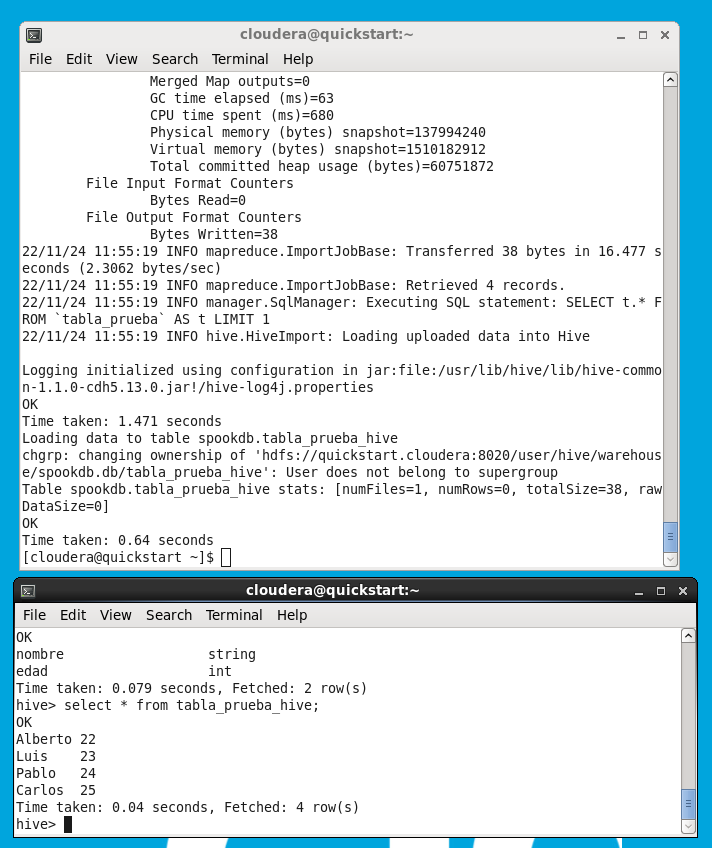 cloudera@quickstart:~
File Edit View Search Terminal Help
Merged Map outputs=0
GC time elapsed (ms)=63
CPU time spent (ms)=680
Physical memory (bytes) snapshot=137994240
Virtual memory (bytes) snapshot=1510182912
Total committed heap usage (bytes)=60751872
File Input Format Counters
Bytes Read=0
File Output Format Counters
Bytes Written=38
22/11/24 11:55:19 INFO mapreduce.ImportJobBase: Transferred 38 bytes in 16.477 s
econds (2.3062 bytes/sec)
22/11/24 11:55:19 INFO mapreduce.ImportJobBase: Retrieved 4 records.
22/11/24 11:55:19 INFO manager.SqlManager: Executing SQL statement: SELECT t.* F
ROM `tabla_prueba` AS t LIMIT 1
22/11/24 11:55:19 INFO hive.HiveImport: Loading uploaded data into Hive
Logging initialized using configuration in jar:file:/usr/lib/hive/lib/hive-commo
n-1.1.0-cdh5.13.0.jar!/hive-log4j.properties
OK
Time taken: 1.471 seconds
Loading data to table spookdb.tabla_prueba_hive
chgrp: changing ownership of 'hdfs://quickstart.cloudera:8020/user/hive/warehous
e/spookdb.db/tabla_prueba_hive': User does not belong to supergroup
Table spookdb.tabla_prueba_hive stats: [numFiles=1, numRows=0, totalSize=38, raw
DataSize=0]
OK
Time taken: 0.64 seconds
[cloudera@quickstart ~]$
cloudera@quickstart:~
File Edit View Search Terminal Help
OK
nombre string
edad int
Time taken: 0.079 seconds, Fetched: 2 row(s)
hive> select * from tabla_prueba_hive;
OK
Alberto 22
Luis 23
Pablo 24
Carlos 25
Time taken: 0.04 seconds, Fetched: 4 row(s)
hive>